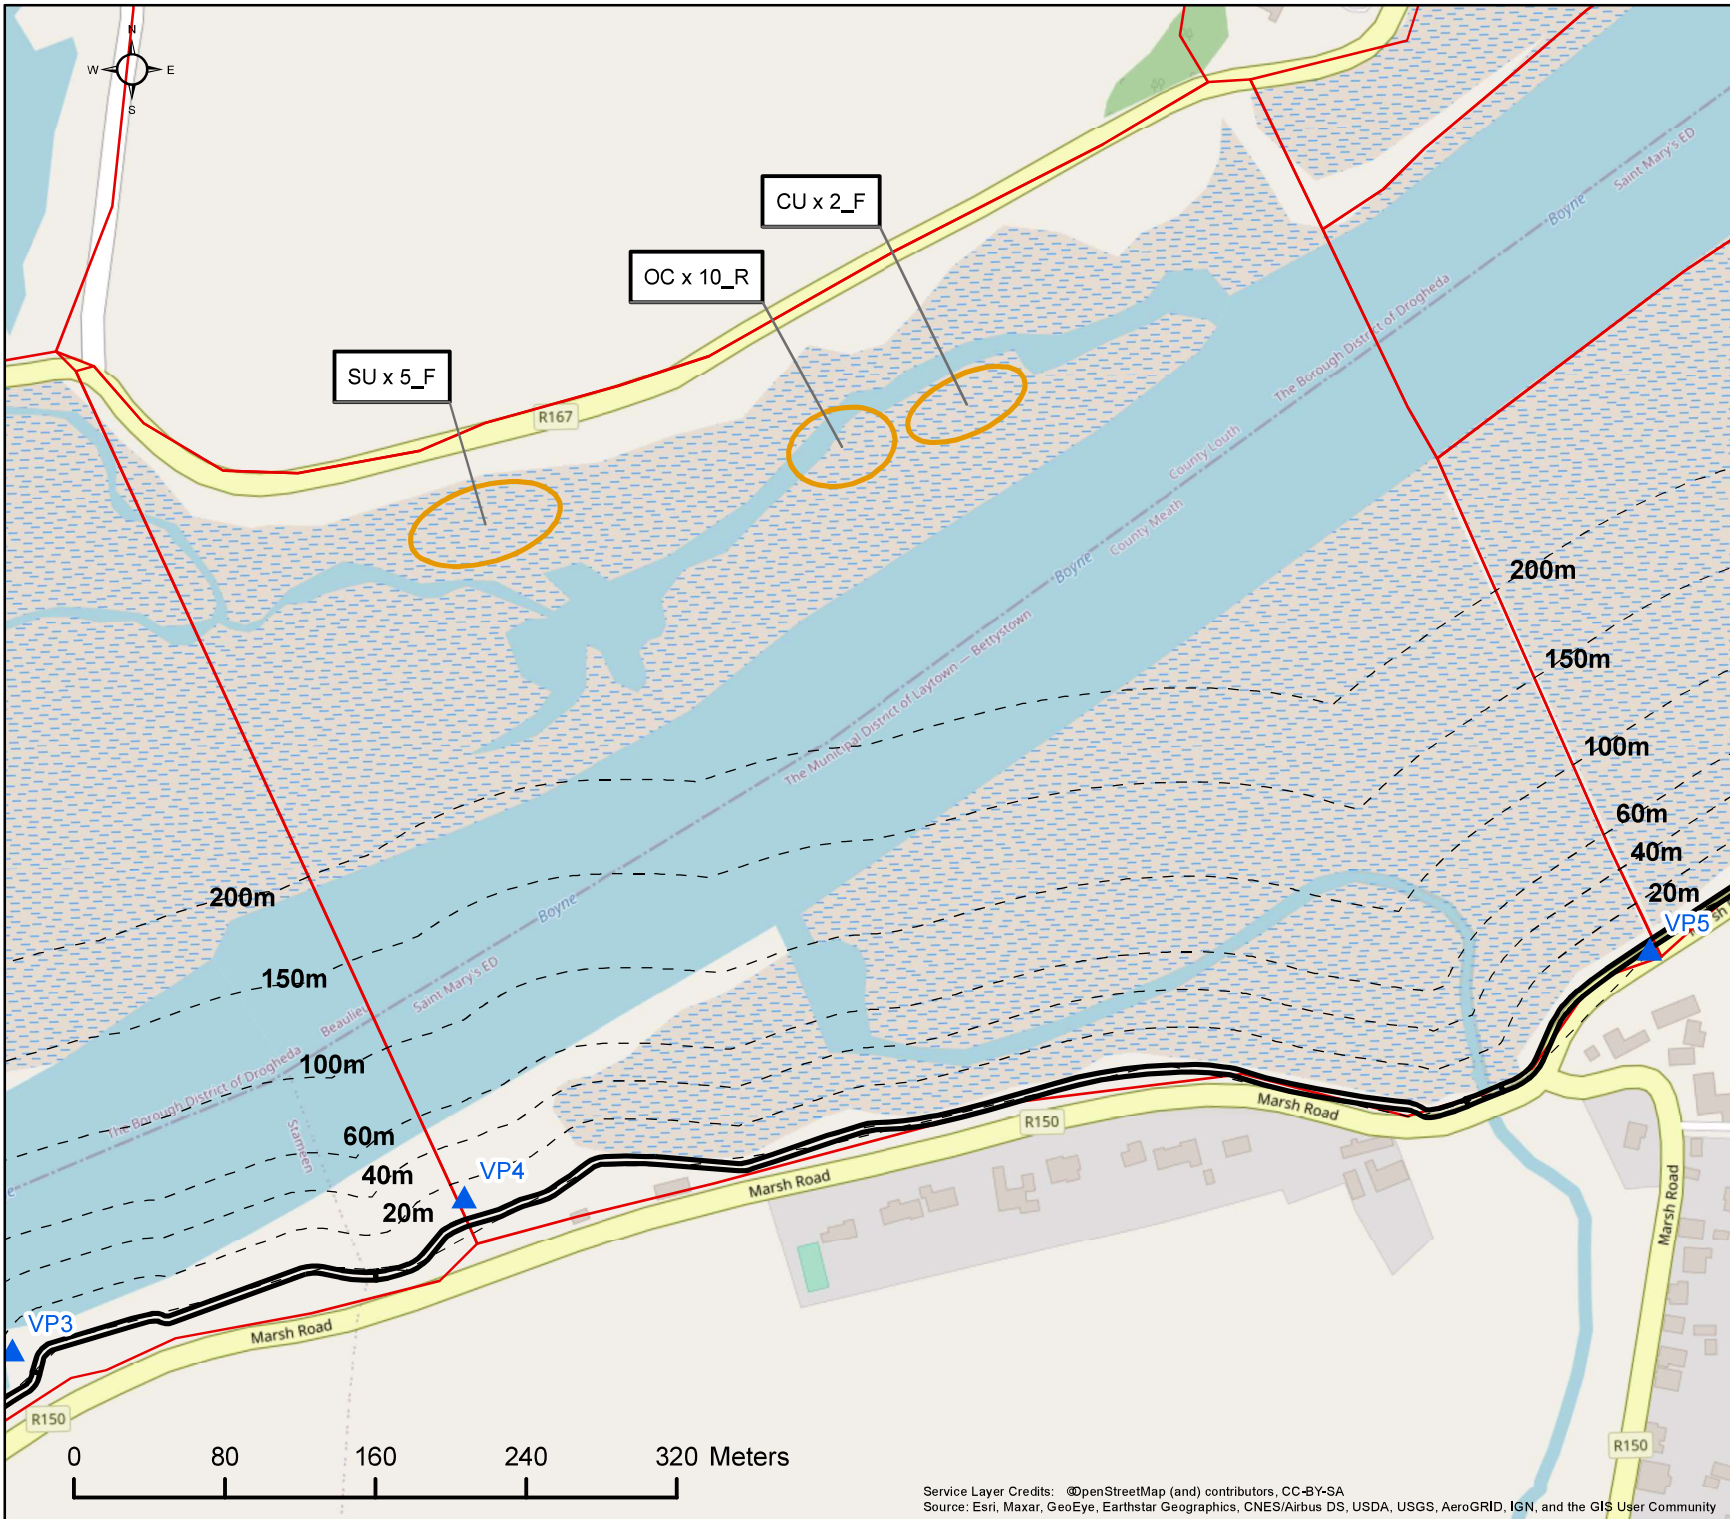 N
W E
S
CU x 2_F
OC x 10_R
SU x 5_F
R167
Saint Mary's ED
Boyne
The Borough District of Drogheda
County Louth
County Meath
Boyne
The Municipal District of Laytown — Bettystown
200m
150m
100m
60m
40m
20m
VP5
200m
150m
100m
60m
40m
20m
Boyne
Saint Mary's ED
Beaulieu
The Borough District of Drogheda
Stameen
VP4
VP3
R150
Marsh Road
Marsh Road
Marsh Road
Marsh Road
R150
R150
0 80 160 240 320 Meters
Service Layer Credits: ©OpenStreetMap (and) contributors, CC-BY-SA
Source: Esri, Maxar, GeoEye, Earthstar Geographics, CNES/Airbus DS, USDA, USGS, AeroGRID, IGN, and the GIS User Community